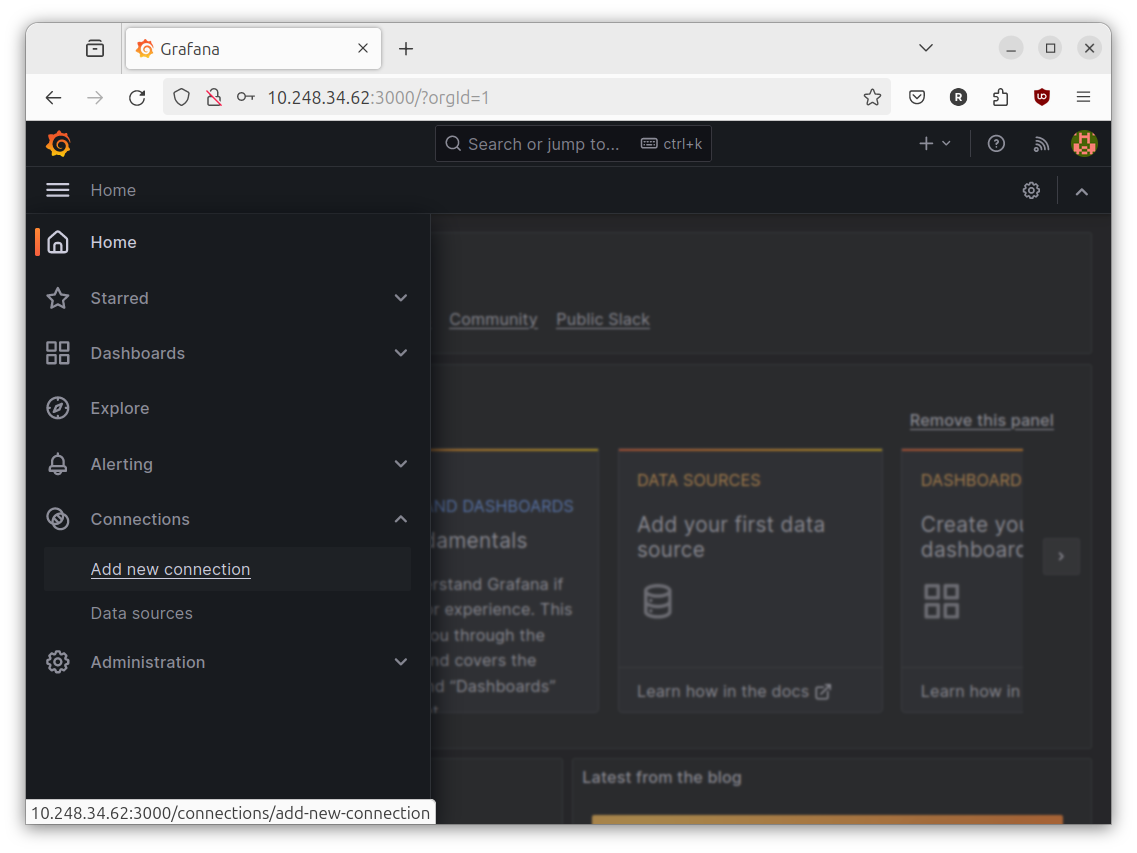 Grafana
10.248.34.62:3000/?orgId=1
Search or jump to... ctrl+k
Home
Home
Starred
Dashboards
Explore
Alerting
Connections
Add new connection
Data sources
Administration
Community Public Slack
Remove this panel
AND DASHBOARDS
damentals
rstand Grafana if
r experience. This
ou through the
nd covers the
d "Dashboards"
DATA SOURCES
Add your first data
source
Learn how in the docs
DASHBOARD
Create you
dashboard
Learn how in
Latest from the blog
10.248.34.62:3000/connections/add-new-connection